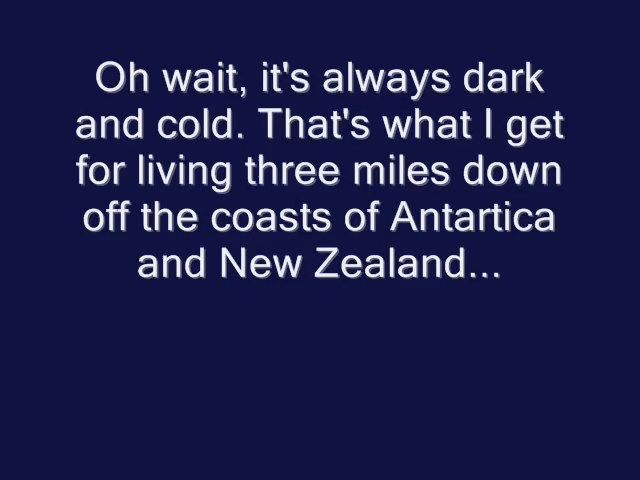 Oh wait, it's always dark
and cold. That's what I get
for living three miles down
off the coasts of Antartica
and New Zealand...